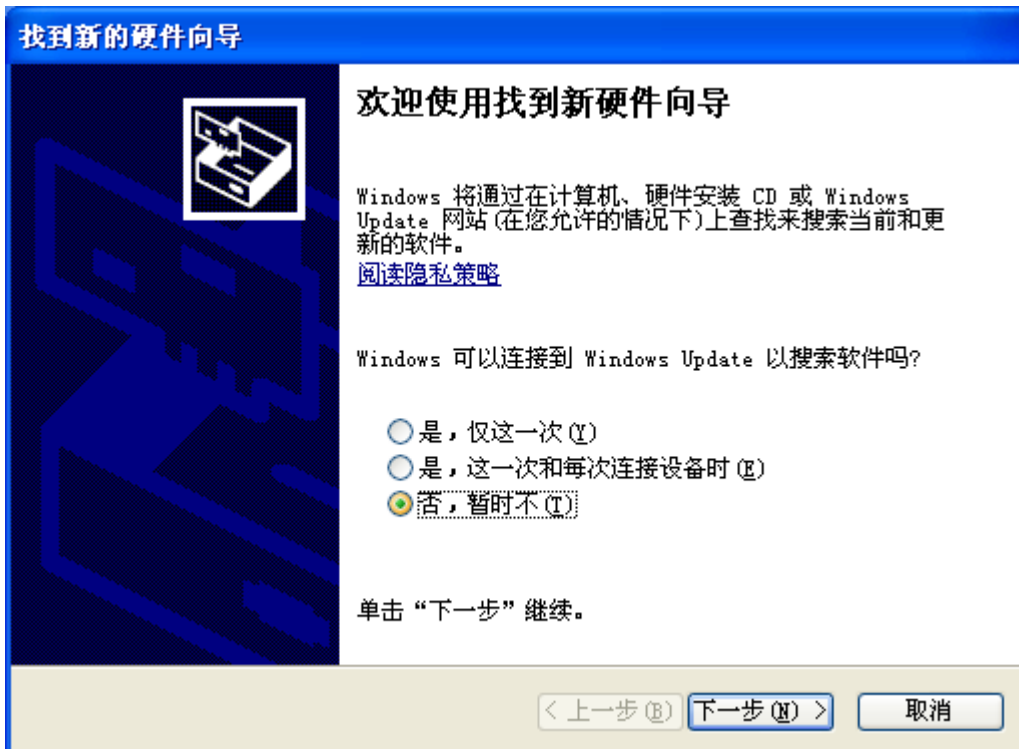 找到新的硬件向导
欢迎使用找到新硬件向导
Windows 将通过在计算机、硬件安装 CD 或 Windows
Update 网站(在您允许的情况下)上查找来搜索当前和更
新的软件。
阅读隐私策略
Windows 可以连接到 Windows Update 以搜索软件吗?
是，仅这一次(Y)
是，这一次和每次连接设备时(E)
否，暂时不(T)
单击“下一步”继续。
< 上一步(B) 下一步(N) > 取消